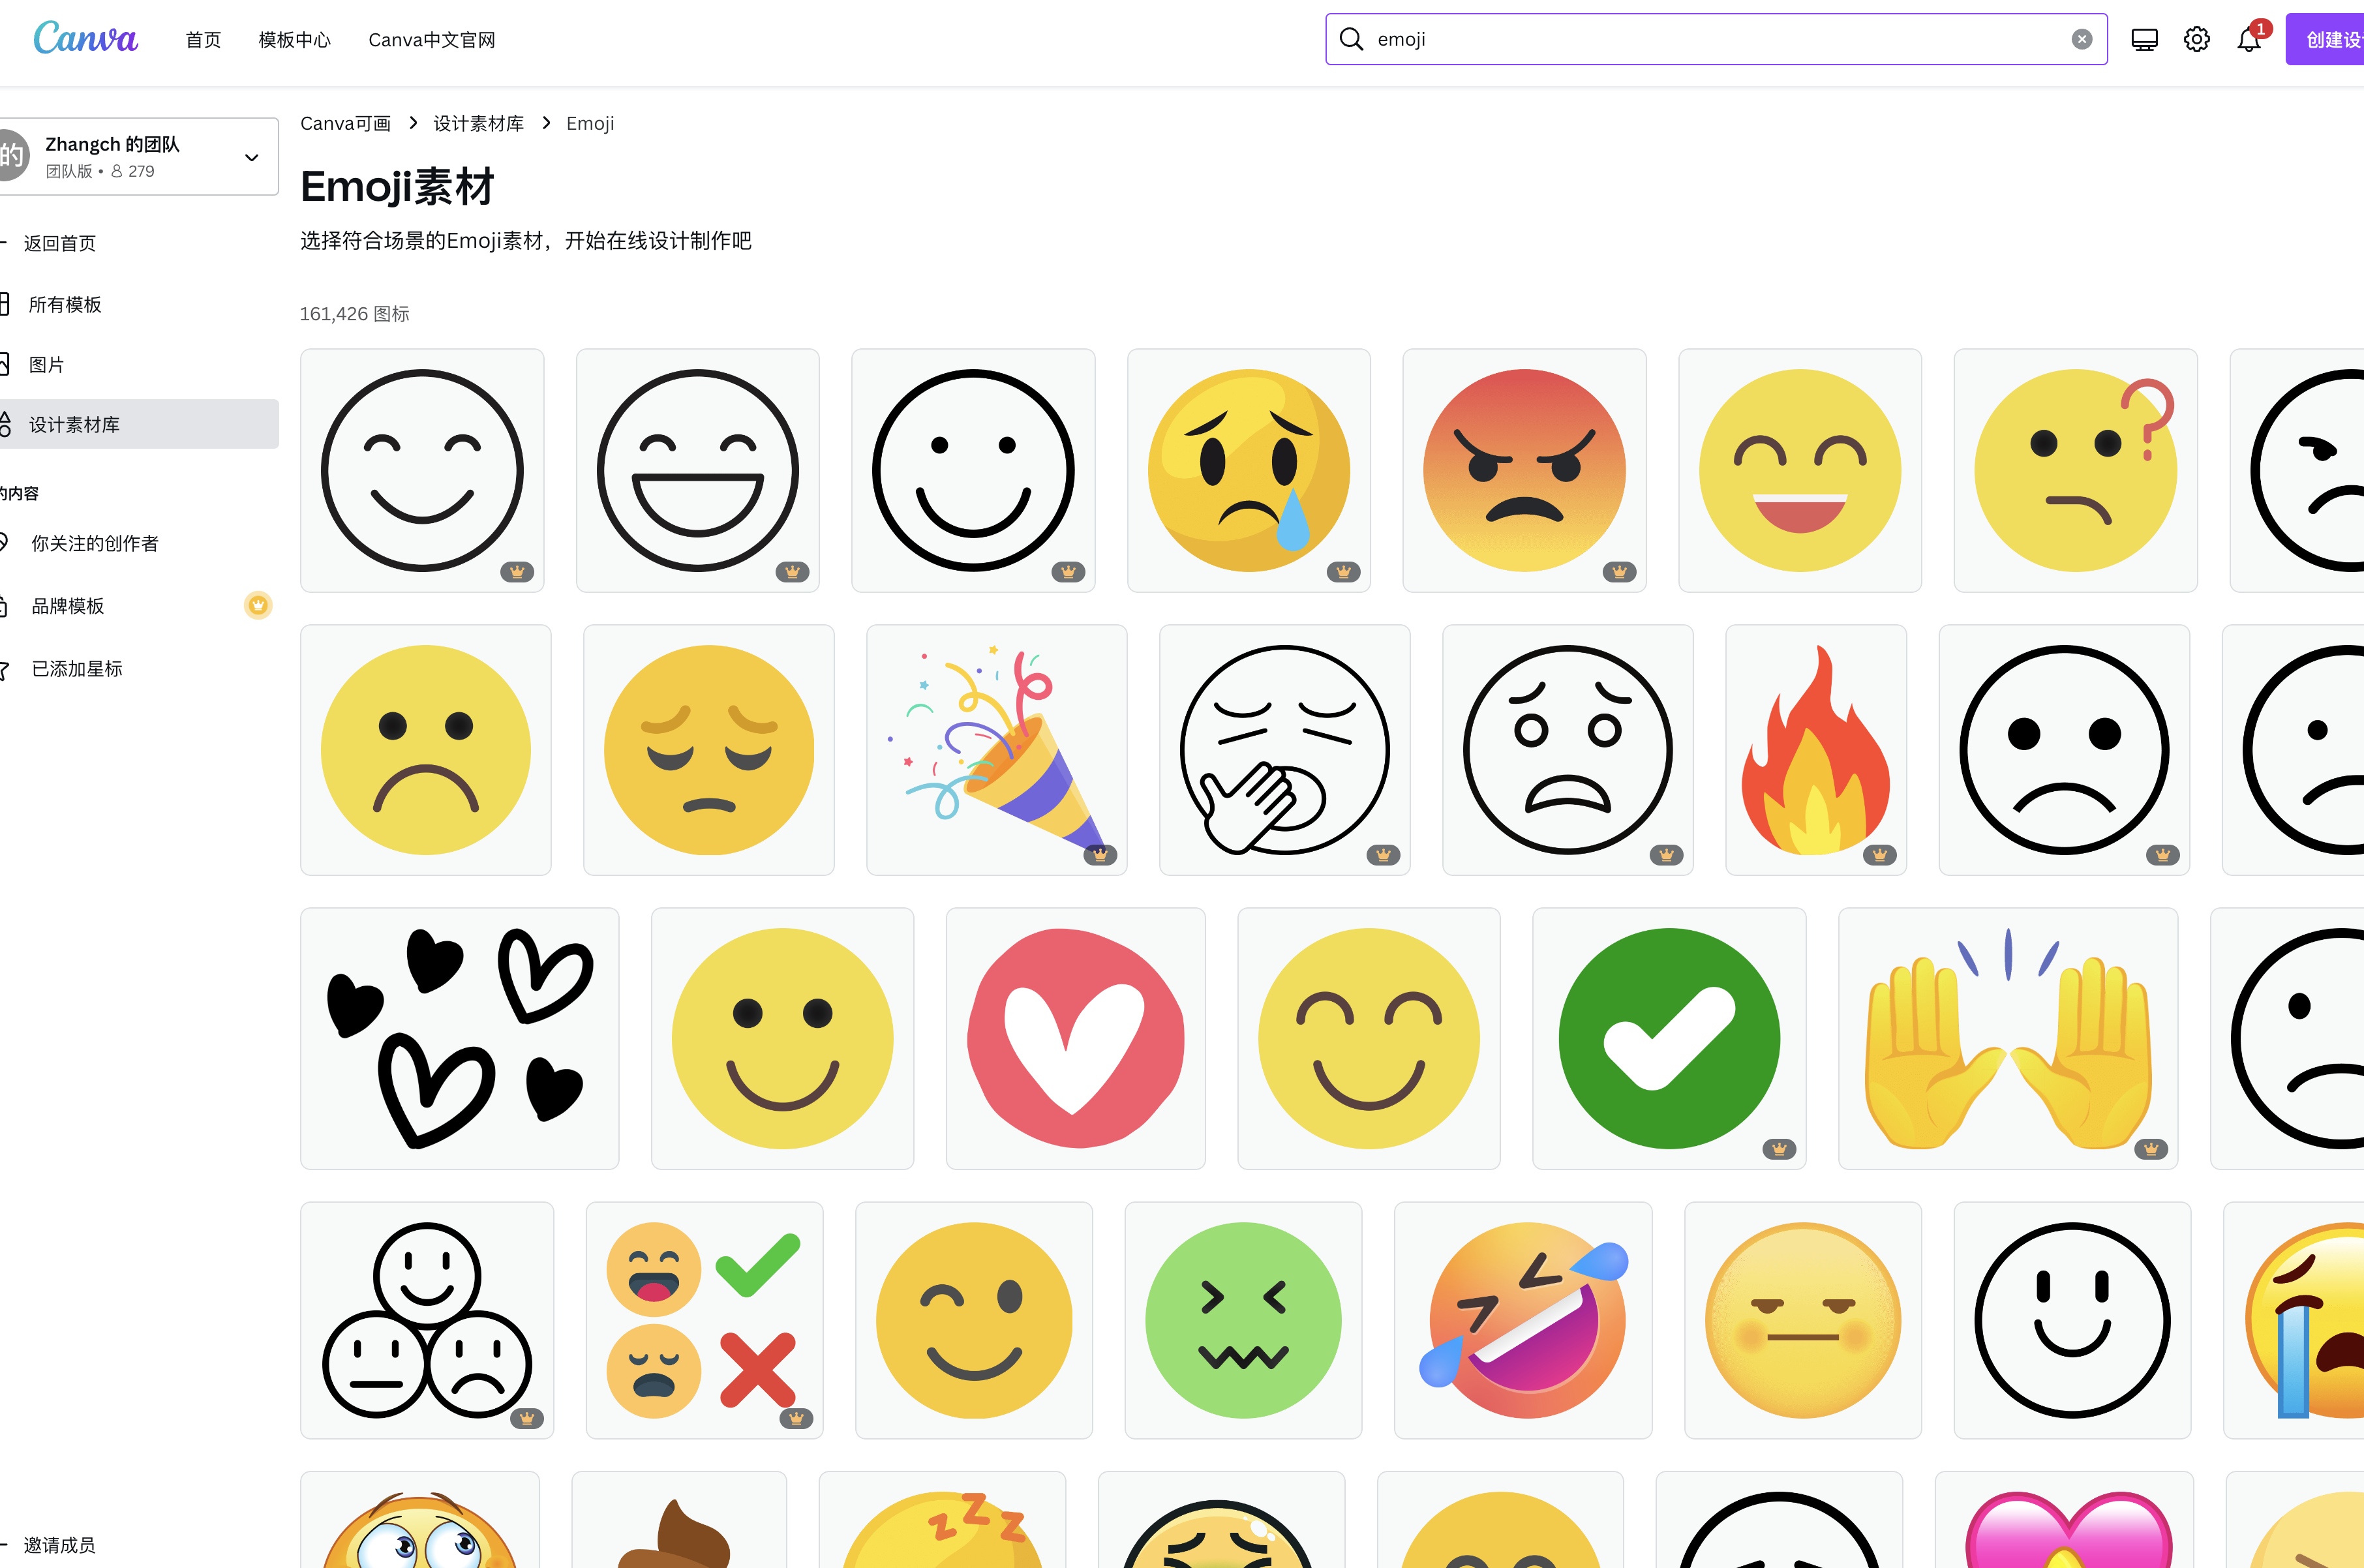 Canva
首页
模板中心
Canva中文官网
emoji
1
创建设
的
Zhangch 的团队
团队版 • 279
返回首页
所有模板
图片
设计素材库
的内容
你关注的创作者
品牌模板
已添加星标
邀请成员
Canva可画 > 设计素材库 > Emoji
Emoji素材
选择符合场景的Emoji素材，开始在线设计制作吧
161,426 图标
?
z z z